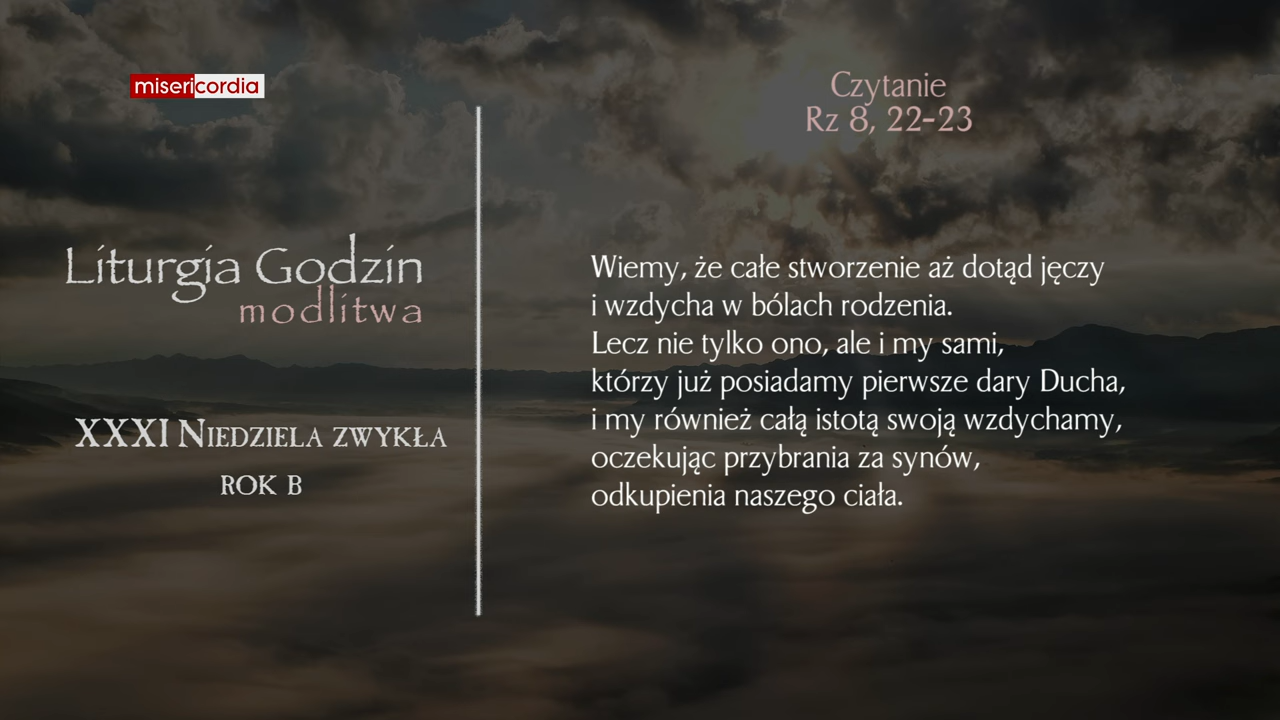 misericordia
Liturgia Godzin
modlitwa
XXXI Niedziela zwykła
rok B
Czytanie
Rz 8, 22-23
Wiemy, że całe stworzenie aż dotąd jęczy
i wzdycha w bólach rodzenia.
Lecz nie tylko ono, ale i my sami,
którzy już posiadamy pierwsze dary Ducha,
i my również całą istotą swoją wzdychamy,
oczekując przybrania za synów,
odkupienia naszego ciała.